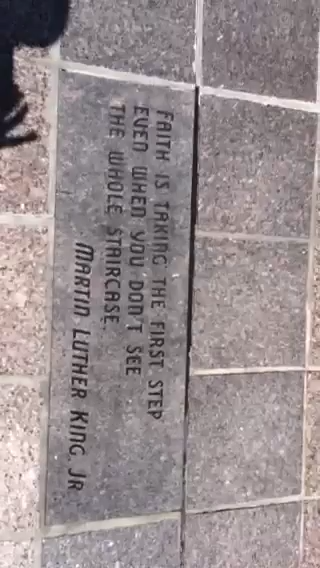 FAITH IS TAKING THE FIRST STEP
EVEN WHEN YOU DON'T SEE
THE WHOLE STAIRCASE.
MARTIN LUTHER KING, JR